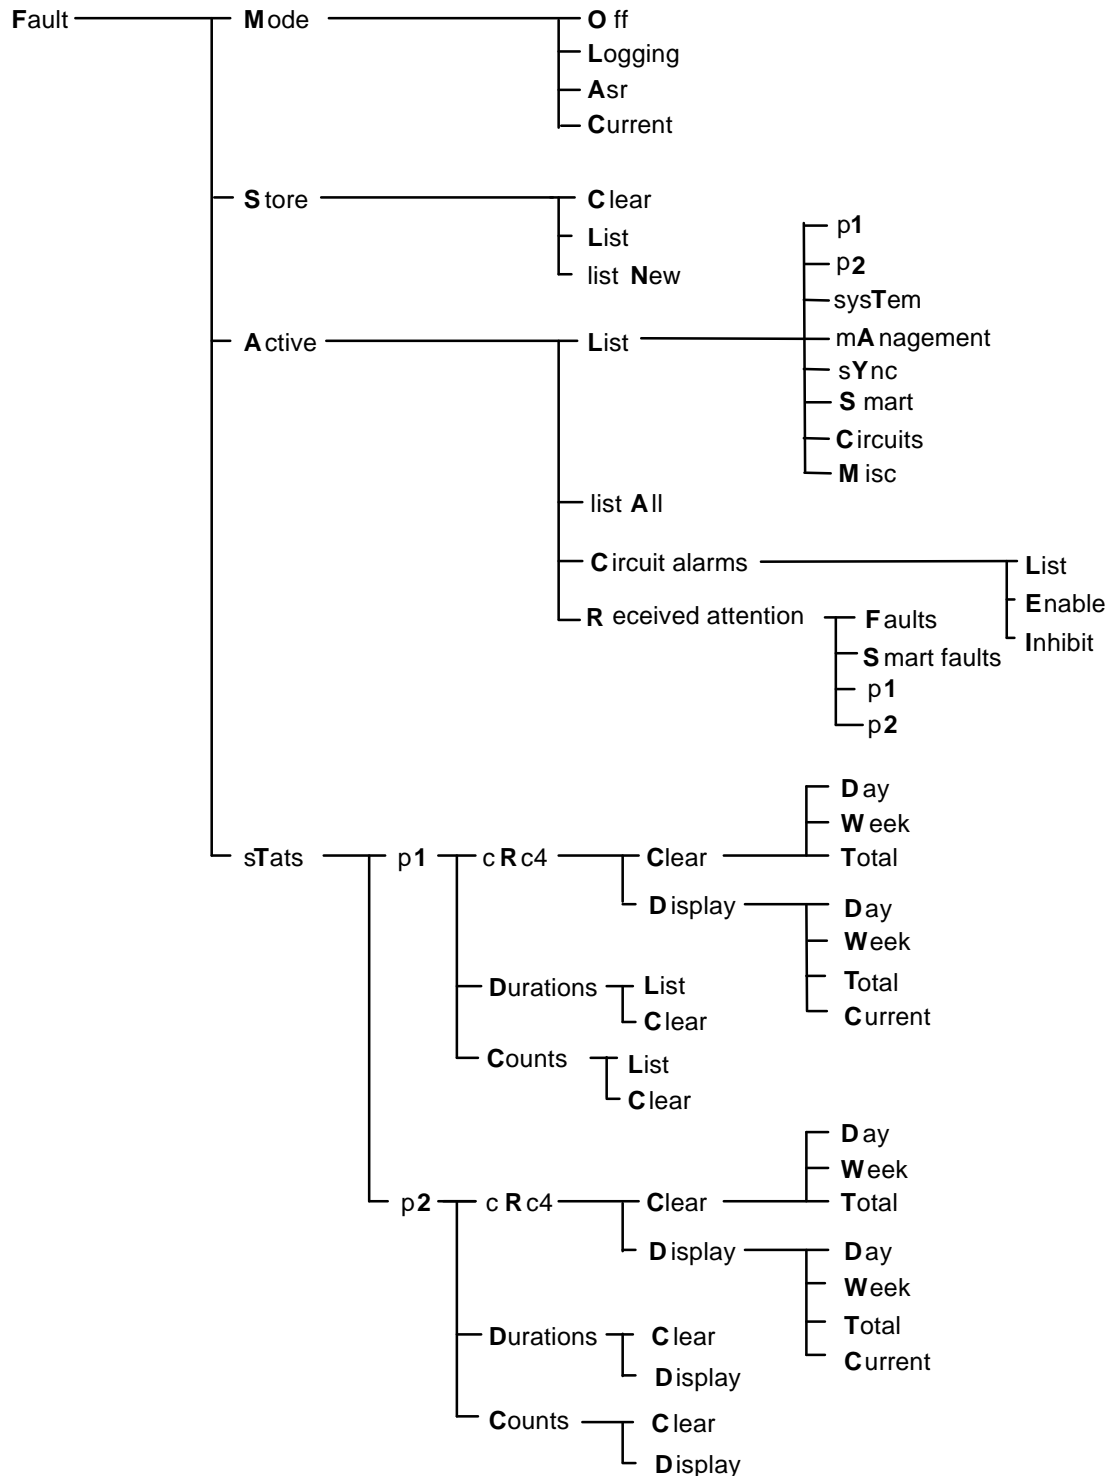 Fault
Mode
Off
Logging
Asr
Current
Store
Clear
List
list New
Active
List
p1
p2
sysTem
mAnagement
sYnc
Smart
Circuits
Misc
list All
Circuit alarms
List
Enable
Inhibit
Received attention
Faults
Smart faults
p1
p2
sTats
p1
cRc4
Clear
Day
Week
Total
Display
Day
Week
Total
Current
Durations
List
Clear
Counts
List
Clear
p2
cRc4
Clear
Day
Week
Total
Display
Day
Week
Total
Current
Durations
Clear
Display
Counts
Clear
Display